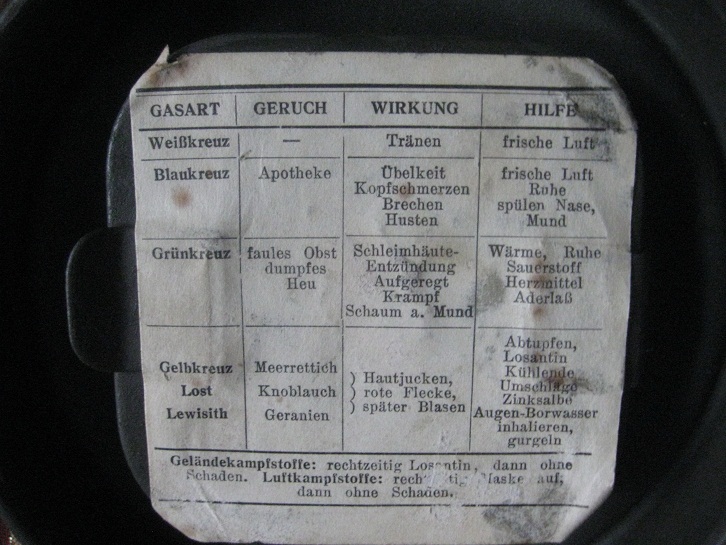 GASART GERUCH WIRKUNG HILFE
Weißkreuz — Tränen frische Luft
Blaukreuz Apotheke Übelkeit frische Luft
Kopfschmerzen Ruhe
Brechen spülen Nase,
Husten Mund
Grünkreuz faules Obst Schleimhäute- Wärme, Ruhe
dumpfes Entzündung Sauerstoff
Heu Aufgeregt Herzmittel
Krampf Aderlaß
Schaum a. Mund
Abtupfen,
Losantin
Gelbkreuz Meerrettich Kühlende
) Hautjucken, Umschläge
Lost Knoblauch ) rote Flecke, Zinksalbe
Lewisith Geranien ) später Blasen Augen-Borwasser
inhalieren,
gurgeln
Geländekampfstoffe: rechtzeitig Losantin, dann ohne
Schaden. Luftkampfstoffe: auf,
dann ohne Schaden.